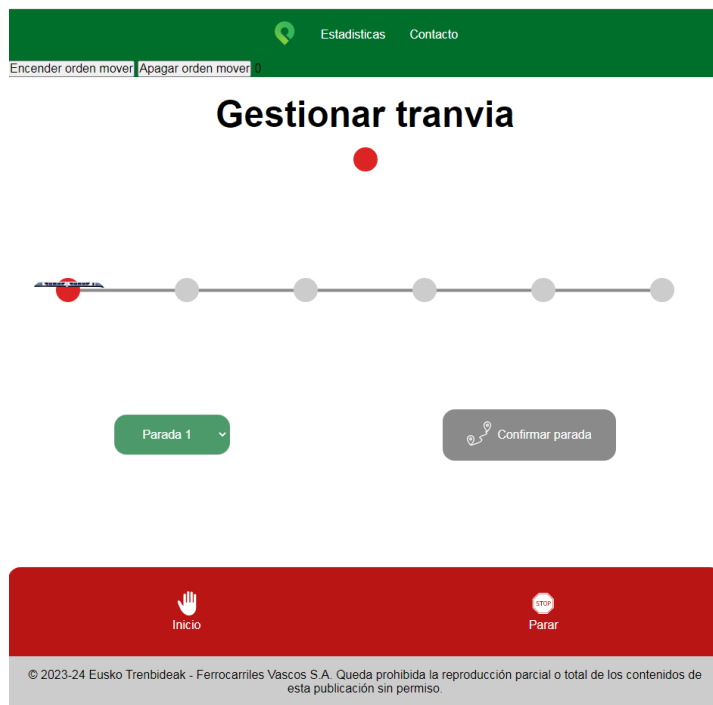 Estadisticas Contacto
Encender orden mover Apagar orden mover 0
Gestionar tranvia
Parada 1 Confirmar parada
STOP
Inicio Parar
© 2023-24 Eusko Trenbideak - Ferrocarriles Vascos S.A. Queda prohibida la reproducción parcial o total de los contenidos de
esta publicación sin permiso.